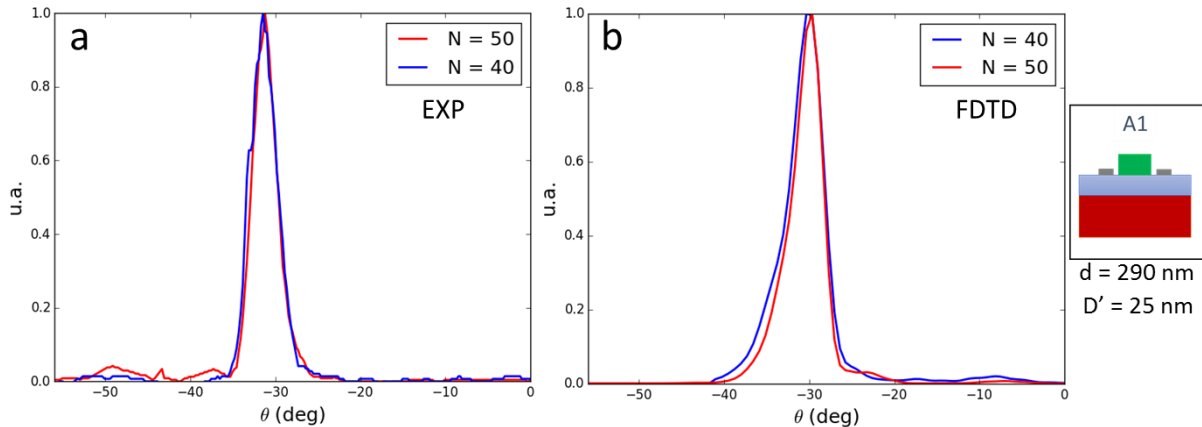 a
1.0
0.8
0.6
0.4
0.2
0.0
u.a.
N = 50
N = 40
EXP
−50
−40
−30
−20
−10
0
θ (deg)
b
1.0
0.8
0.6
0.4
0.2
0.0
u.a.
N = 40
N = 50
FDTD
−50
−40
−30
−20
−10
0
θ (deg)
A1
d = 290 nm
D’ = 25 nm